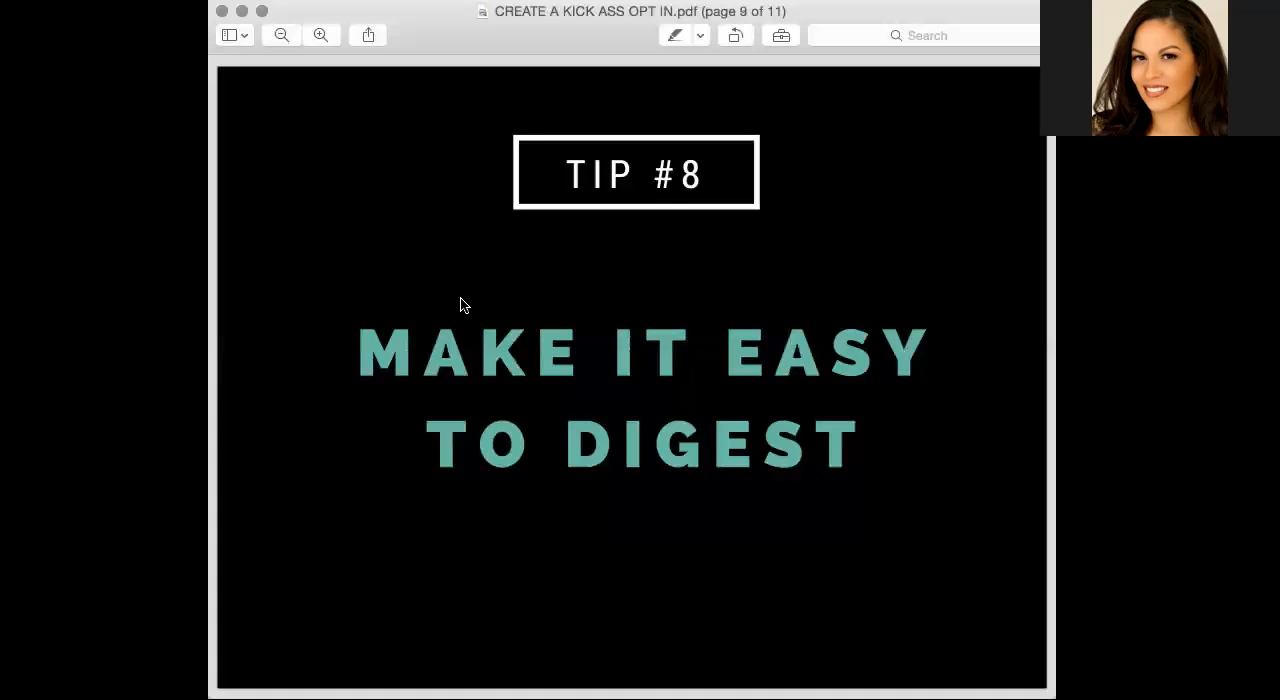 CREATE A KICK ASS OPT IN.pdf (page 9 of 11)
Search
TIP #8
MAKE IT EASY
TO DIGEST